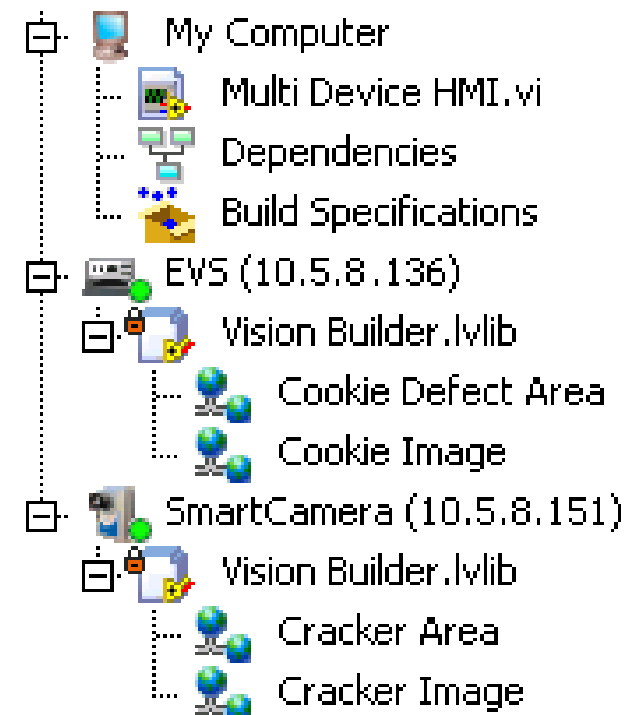 My Computer
Multi Device HMI.vi
Dependencies
Build Specifications
EVS (10.5.8.136)
Vision Builder.lvlib
Cookie Defect Area
Cookie Image
SmartCamera (10.5.8.151)
Vision Builder.lvlib
Cracker Area
Cracker Image